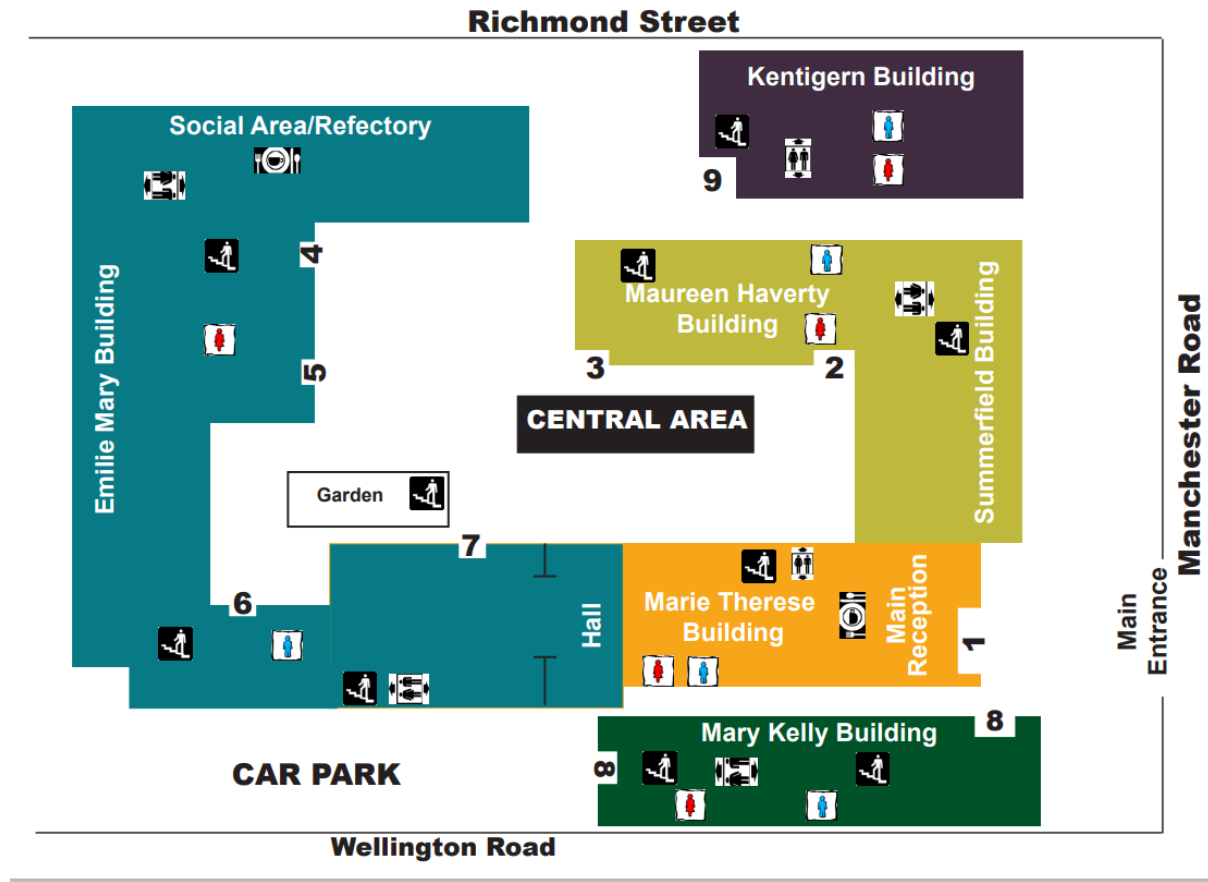 Richmond Street
Kentigern Building
9
Social Area/Refectory
4
Emilie Mary Building
5
Maureen Haverty
Building
3
2
Summerfield Building
Manchester Road
CENTRAL AREA
Garden
7
6
Hall
Marie Therese
Building
Main
Reception
1
Main
Entrance
8
Mary Kelly Building
8
CAR PARK
Wellington Road